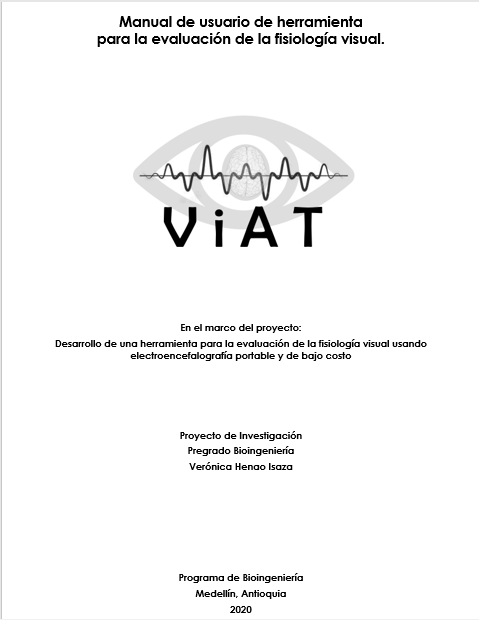 Manual de usuario de herramienta
para la evaluación de la fisiología visual.
ViAT
En el marco del proyecto:
Desarrollo de una herramienta para la evaluación de la fisiología visual usando
electroencefalografía portable y de bajo costo
Proyecto de Investigación
Pregrado Bioingeniería
Verónica Henao Isaza
Programa de Bioingeniería
Medellín, Antioquia
2020